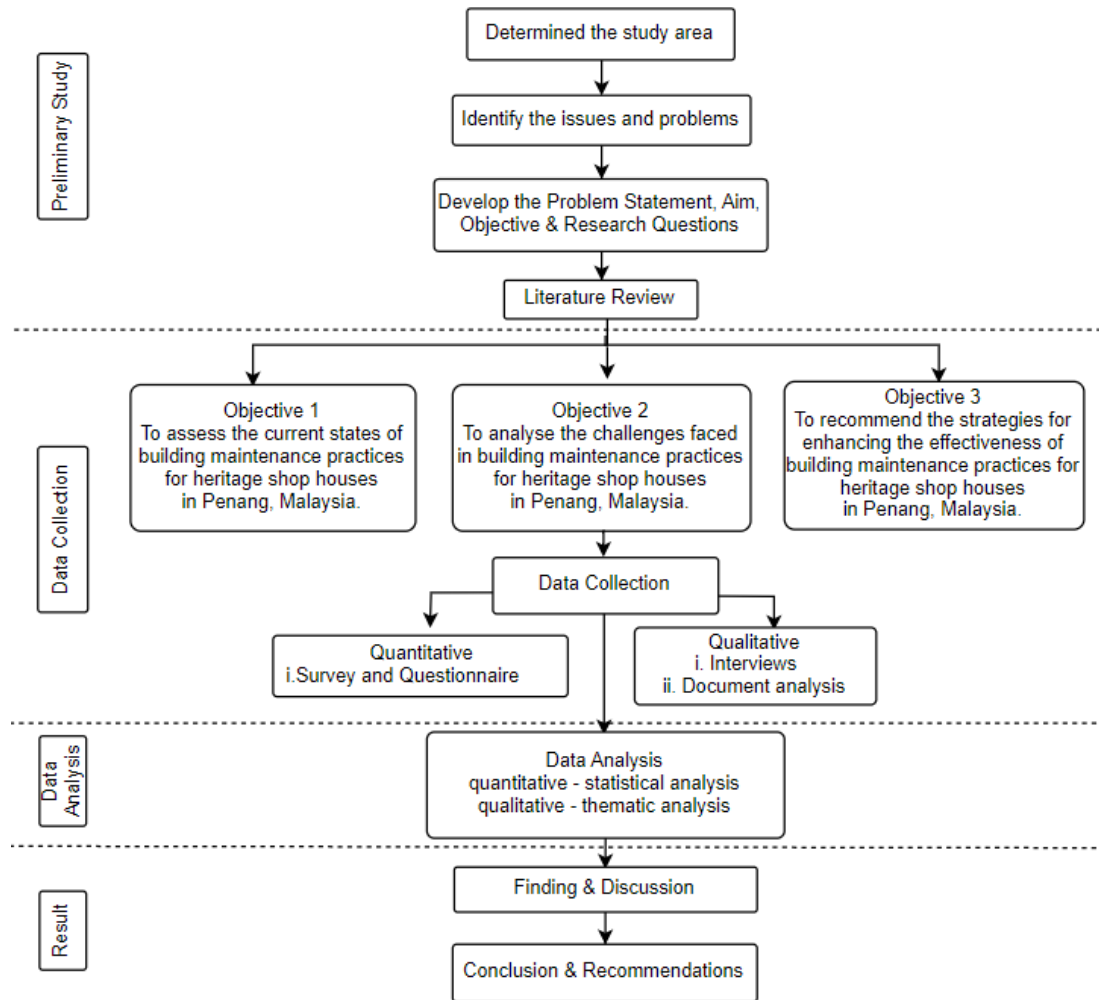 Preliminary Study
Determined the study area
Identify the issues and problems
Develop the Problem Statement, Aim,
Objective & Research Questions
Literature Review
Data Collection
Objective 1
To assess the current states of
building maintenance practices
for heritage shop houses
in Penang, Malaysia.
Objective 2
To analyse the challenges faced
in building maintenance practices
for heritage shop houses
in Penang, Malaysia.
Objective 3
To recommend the strategies for
enhancing the effectiveness of
building maintenance practices for
heritage shop houses
in Penang, Malaysia.
Data Collection
Quantitative
i.Survey and Questionnaire
Qualitative
i. Interviews
ii. Document analysis
Data
Analysis
Data Analysis
quantitative - statistical analysis
qualitative - thematic analysis
Result
Finding & Discussion
Conclusion & Recommendations